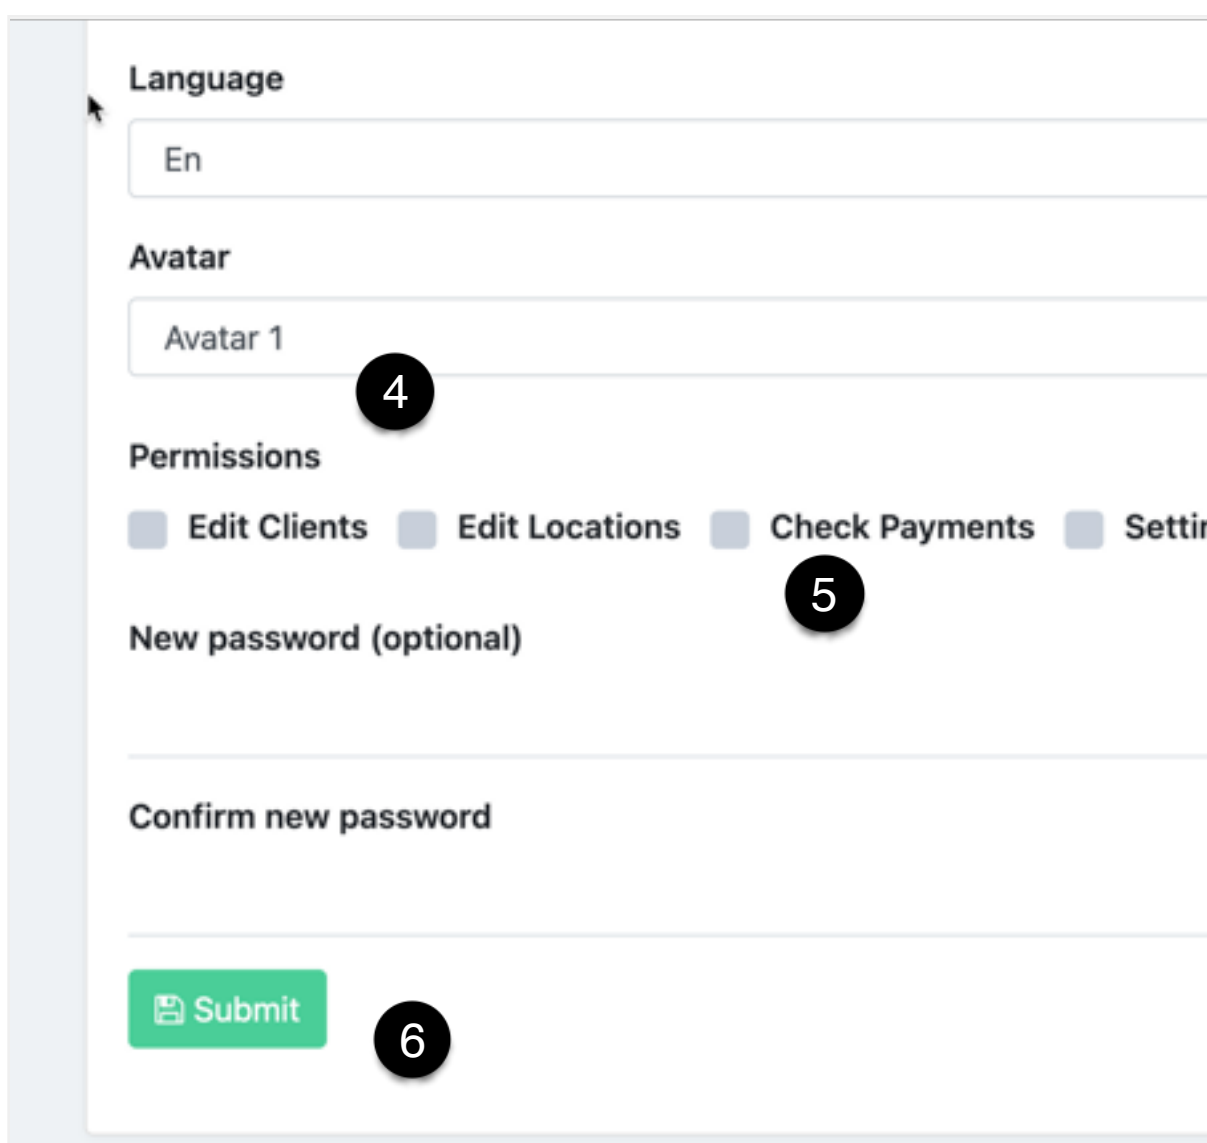 Language
En
Avatar
Avatar 1
4
Permissions
Edit Clients Edit Locations Check Payments
5
New password (optional)
Confirm new password
Submit
6